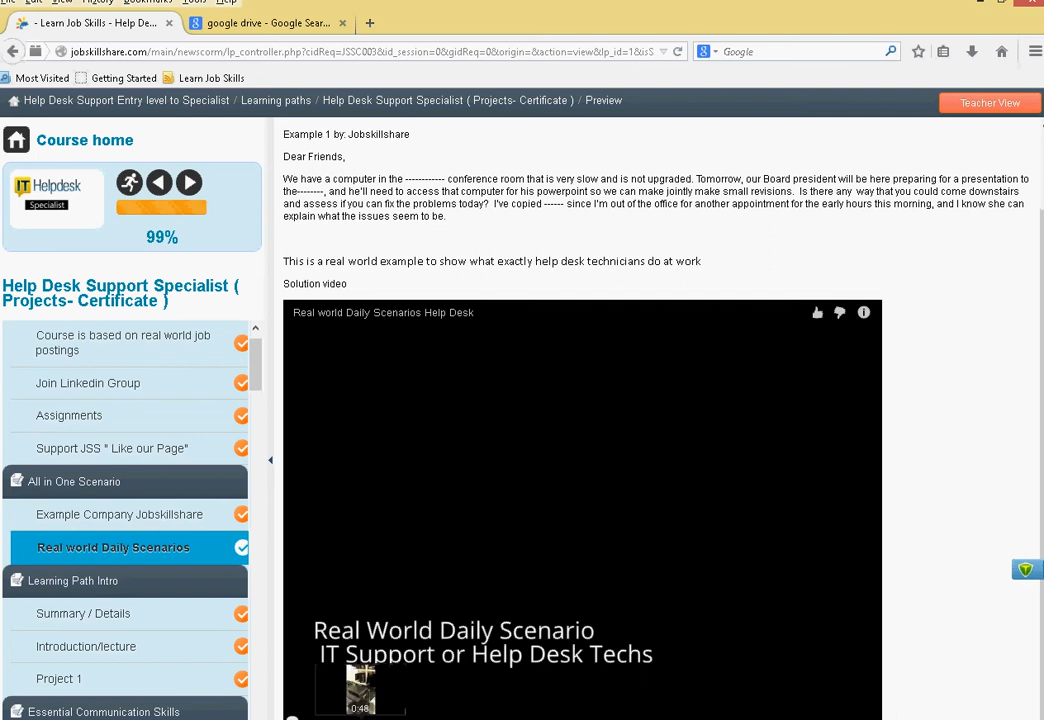 File Edit View History Bookmarks Tools Help
- Learn Job Skills - Help De... × google drive - Google Sear... × +
jobskillshare.com/main/newscorm/lp_controller.php?cidReq=JSSC003&id_session=0&gidReq=0&origin=&action=view&lp_id=1&isS Google
Most Visited Getting Started Learn Job Skills
Help Desk Support Entry level to Specialist / Learning paths / Help Desk Support Specialist ( Projects- Certificate ) / Preview Teacher View
Course home
IT Helpdesk
Specialist
99%
Help Desk Support Specialist (
Projects- Certificate )
Course is based on real world job
postings
Join Linkedin Group
Assignments
Support JSS " Like our Page"
All in One Scenario
Example Company Jobskillshare
Real world Daily Scenarios
Learning Path Intro
Summary / Details
Introduction/lecture
Project 1
Essential Communication Skills
Example 1 by: Jobskillshare
Dear Friends,
We have a computer in the ------------ conference room that is very slow and is not upgraded. Tomorrow, our Board president will be here preparing for a presentation to
the--------, and he'll need to access that computer for his powerpoint so we can make jointly make small revisions. Is there any way that you could come downstairs
and assess if you can fix the problems today? I've copied ------ since I'm out of the office for another appointment for the early hours this morning, and I know she can
explain what the issues seem to be.
This is a real world example to show what exactly help desk technicians do at work
Solution video
Real world Daily Scenarios Help Desk
Real World Daily Scenario
IT Support or Help Desk Techs
0:48